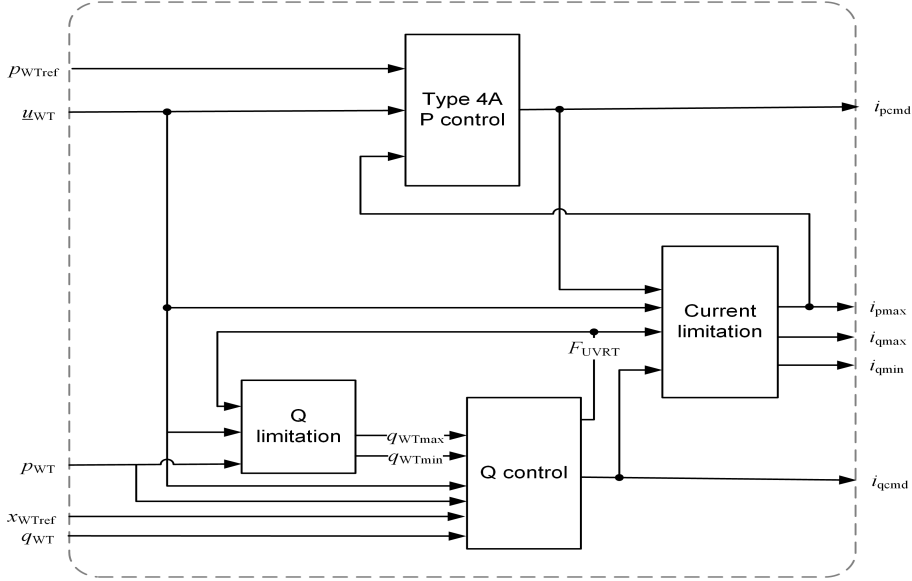 pWTref
uWT
Type 4A
P control
ipcmd
Current
limitation
ipmax
iqmax
iqmin
FUVRT
Q
limitation
qWTmax
qWTmin
Q control
pWT
xWTref
qWT
iqcmd